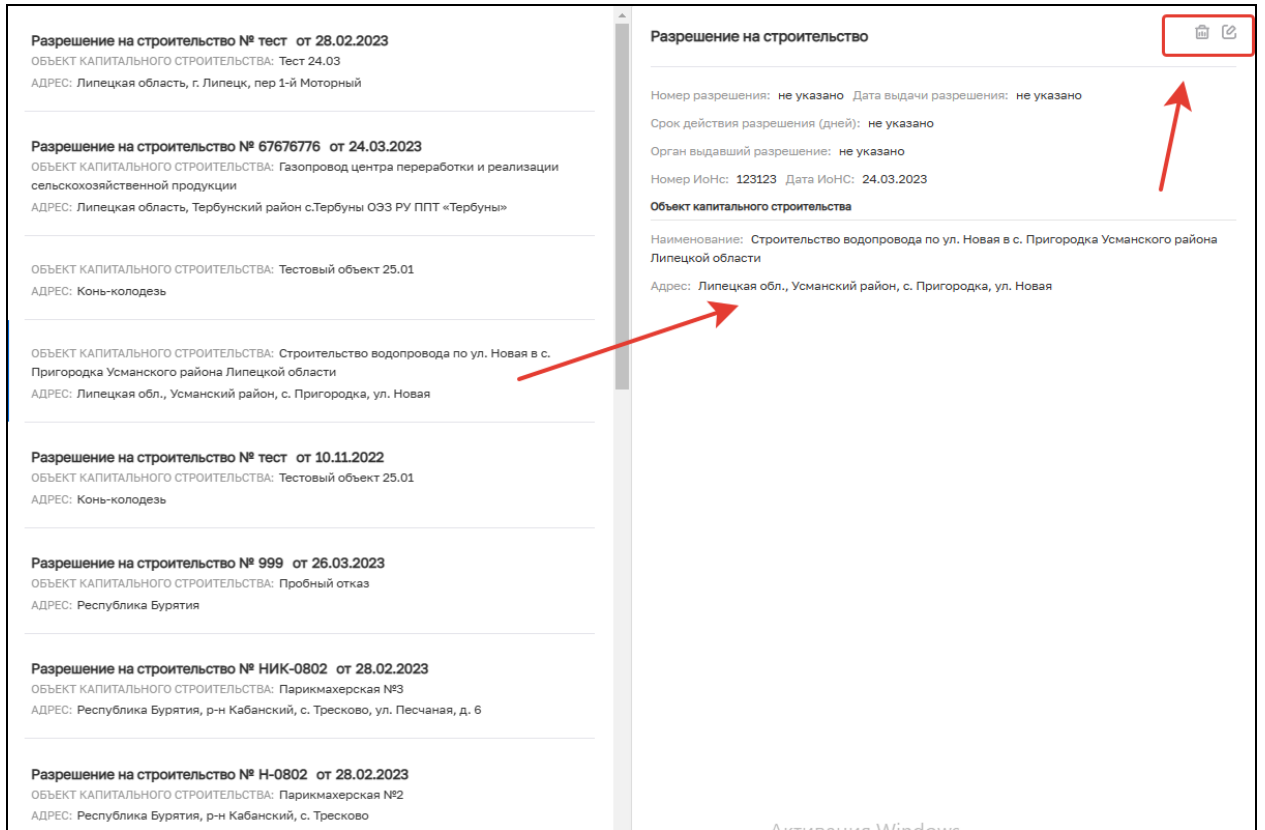 Разрешение на строительство № тест от 28.02.2023
ОБЪЕКТ КАПИТАЛЬНОГО СТРОИТЕЛЬСТВА: Тест 24.03
АДРЕС: Липецкая область, г. Липецк, пер 1-й Моторный
Разрешение на строительство № 67676776 от 24.03.2023
ОБЪЕКТ КАПИТАЛЬНОГО СТРОИТЕЛЬСТВА: Газопровод центра переработки и реализации
сельскохозяйственной продукции
АДРЕС: Липецкая область, Тербунский район с.Тербуны ОЭЗ РУ ППТ «Тербуны»
ОБЪЕКТ КАПИТАЛЬНОГО СТРОИТЕЛЬСТВА: Тестовый объект 25.01
АДРЕС: Конь-колодезь
ОБЪЕКТ КАПИТАЛЬНОГО СТРОИТЕЛЬСТВА: Строительство водопровода по ул. Новая в с.
Пригородка Усманского района Липецкой области
АДРЕС: Липецкая обл., Усманский район, с. Пригородка, ул. Новая
Разрешение на строительство № тест от 10.11.2022
ОБЪЕКТ КАПИТАЛЬНОГО СТРОИТЕЛЬСТВА: Тестовый объект 25.01
АДРЕС: Конь-колодезь
Разрешение на строительство № 999 от 26.03.2023
ОБЪЕКТ КАПИТАЛЬНОГО СТРОИТЕЛЬСТВА: Пробный отказ
АДРЕС: Республика Бурятия
Разрешение на строительство № НИК-0802 от 28.02.2023
ОБЪЕКТ КАПИТАЛЬНОГО СТРОИТЕЛЬСТВА: Парикмахерская №3
АДРЕС: Республика Бурятия, р-н Кабанский, с. Тресково, ул. Песчаная, д. 6
Разрешение на строительство № Н-0802 от 28.02.2023
ОБЪЕКТ КАПИТАЛЬНОГО СТРОИТЕЛЬСТВА: Парикмахерская №2
АДРЕС: Республика Бурятия, р-н Кабанский, с. Тресково
Разрешение на строительство
Номер разрешения: не указано Дата выдачи разрешения: не указано
Срок действия разрешения (дней): не указано
Орган выдавший разрешение: не указано
Номер ИоНс: 123123 Дата ИоНС: 24.03.2023
Объект капитального строительства
Наименование: Строительство водопровода по ул. Новая в с. Пригородка Усманского района
Липецкой области
Адрес: Липецкая обл., Усманский район, с. Пригородка, ул. Новая
Активация Windows